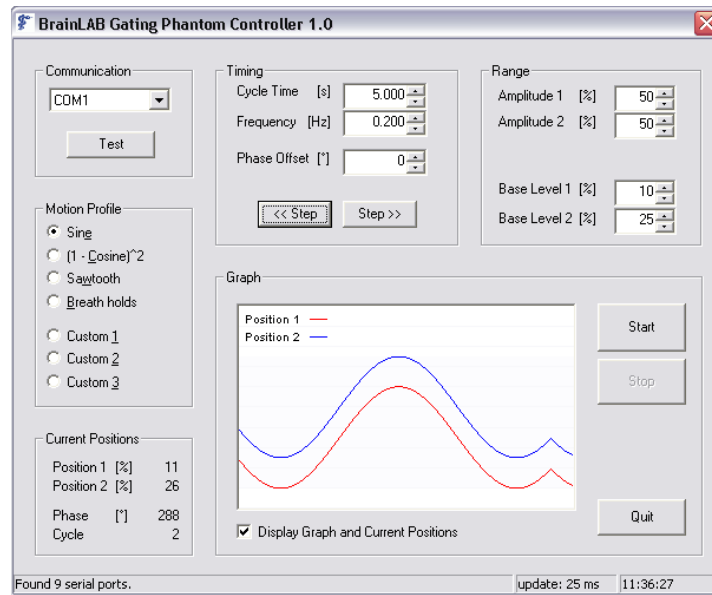 BrainLAB Gating Phantom Controller 1.0
Communication
COM1
Test
Timing
Cycle Time [s] 5.000
Frequency [Hz] 0.200
Phase Offset [°] 0
<< Step Step >>
Range
Amplitude 1 [%] 50
Amplitude 2 [%] 50
Base Level 1 [%] 10
Base Level 2 [%] 25
Motion Profile
Sine
(1 - Cosine)^2
Sawtooth
Breath holds
Custom 1
Custom 2
Custom 3
Graph
Position 1
Position 2
Start
Stop
Quit
Display Graph and Current Positions
Current Positions
Position 1 [%] 11
Position 2 [%] 26
Phase [°] 288
Cycle 2
Found 9 serial ports.
update: 25 ms
11:36:27